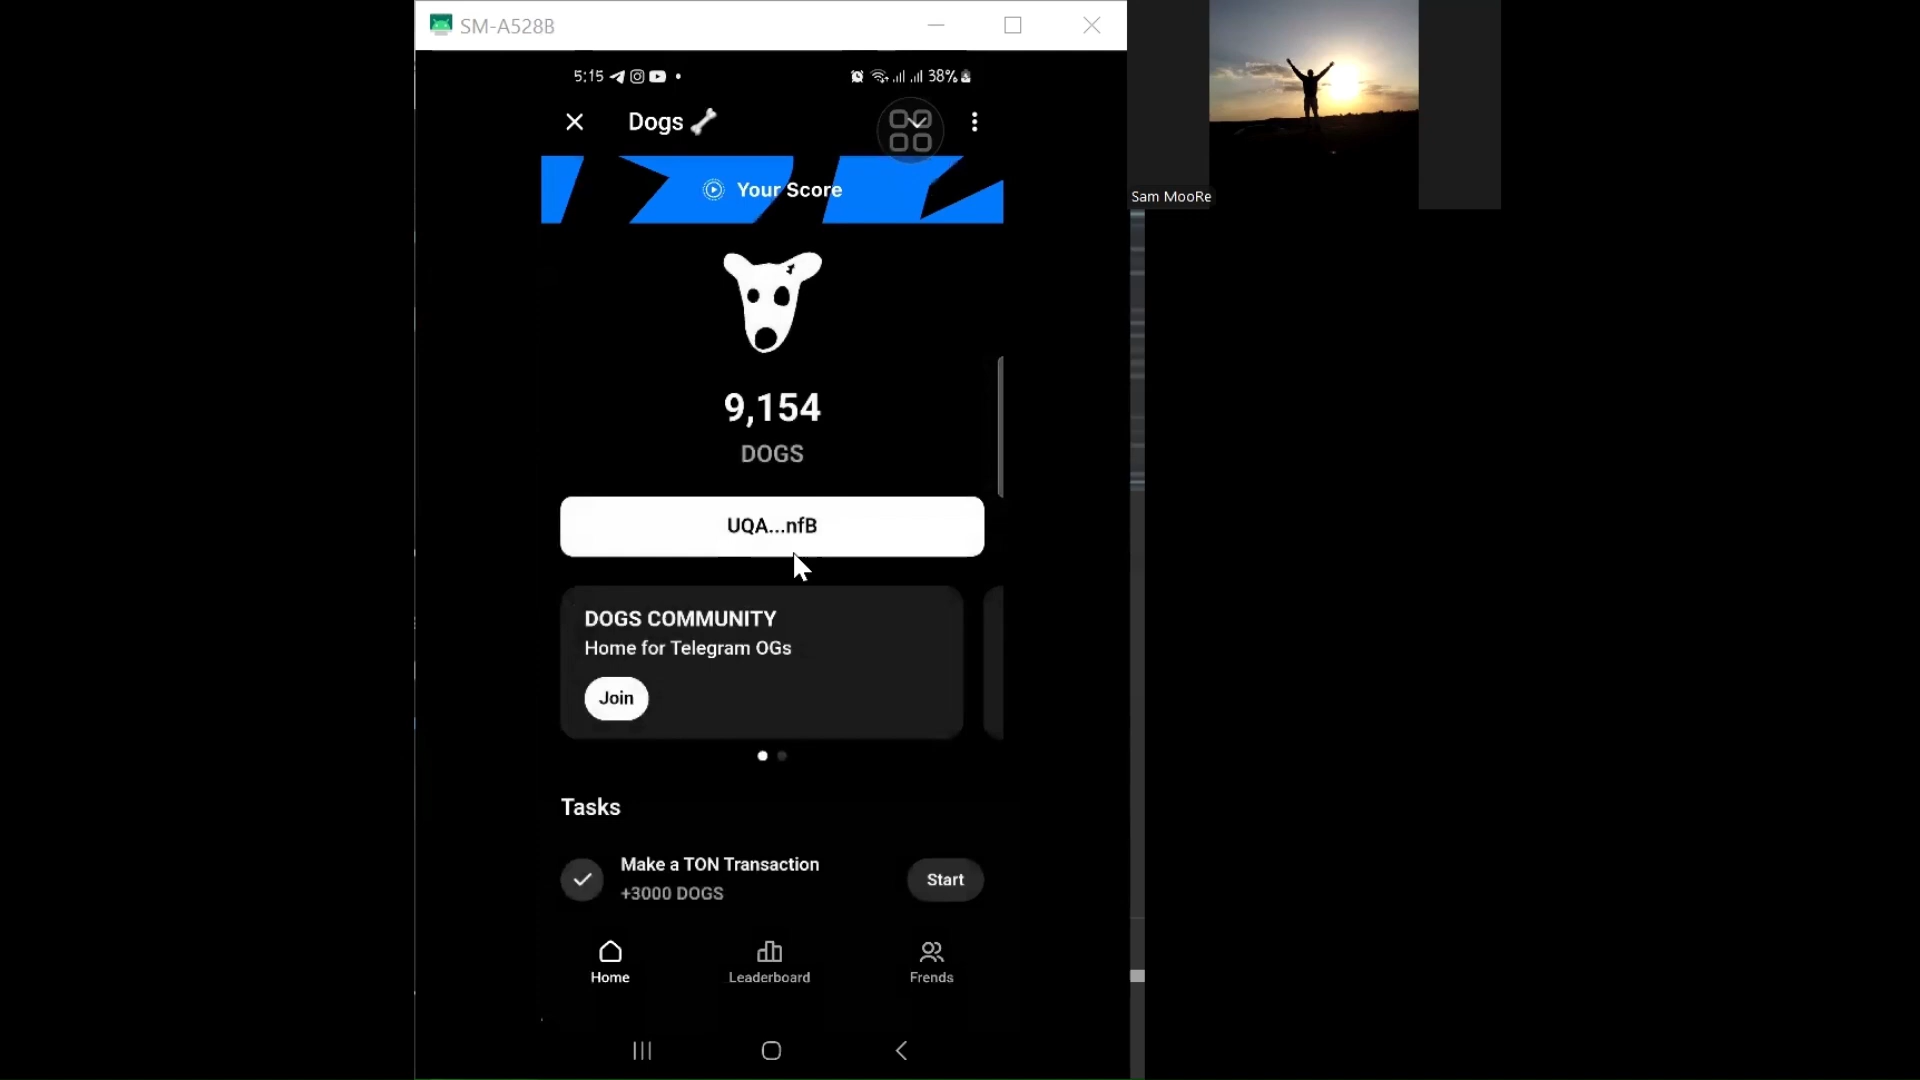 SM-A528B
5:15
38%
Dogs
Your Score
9,154
DOGS
UQA...nfB
DOGS COMMUNITY
Home for Telegram OGs
Join
Tasks
Make a TON Transaction
+3000 DOGS
Start
Home
Leaderboard
Frends
Sam MooRe